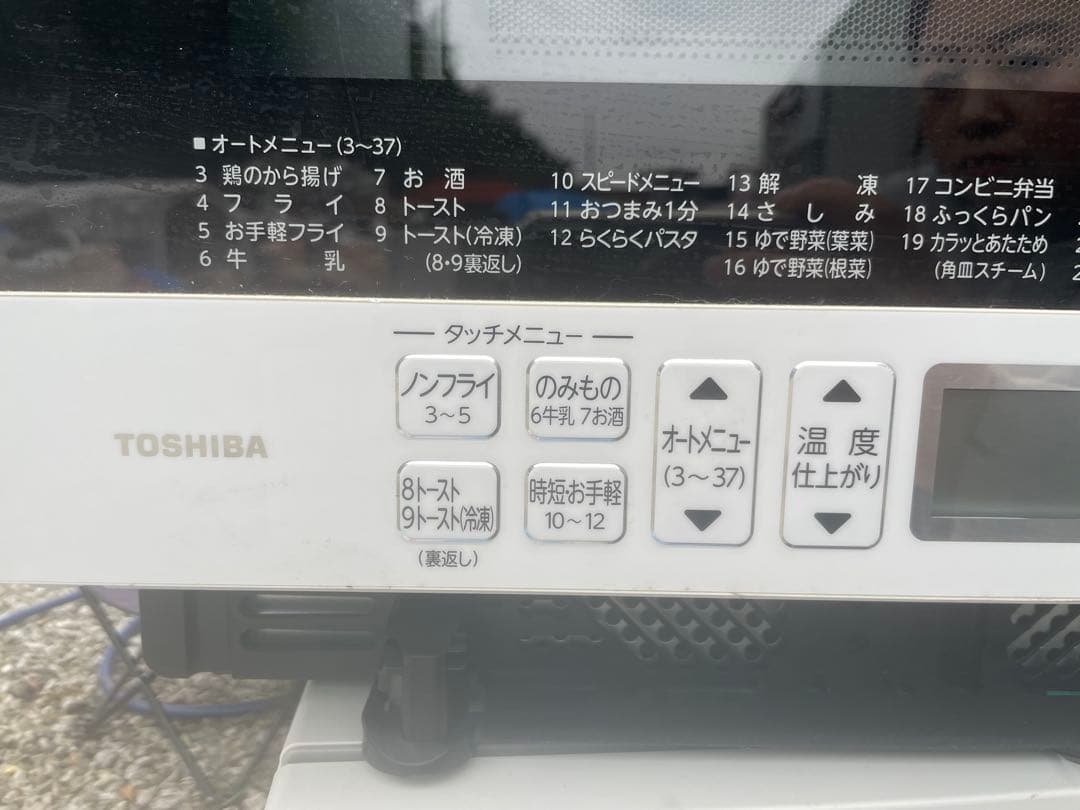 ■ オートメニュー(3～37)
3 鶏のから揚げ
4 フライ
5 お手軽フライ
6 牛乳
7 お酒
8 トースト
9 トースト(冷凍)
(8・9裏返し)
10 スピードメニュー
11 おつまみ1分
12 らくらくパスタ
13 解凍
14 さしみ
15 ゆで野菜(葉菜)
16 ゆで野菜(根菜)
17 コンビニ弁当
18 ふっくらパン
19 カラッとあたため
(角皿スチーム)
タッチメニュー
ノンフライ
3～5
のみもの
6牛乳 7お酒
8トースト
9トースト(冷凍)
(裏返し)
時短・お手軽
10～12
▲
オートメニュー
(3～37)
▼
▲
温度
仕上がり
▼
TOSHIBA